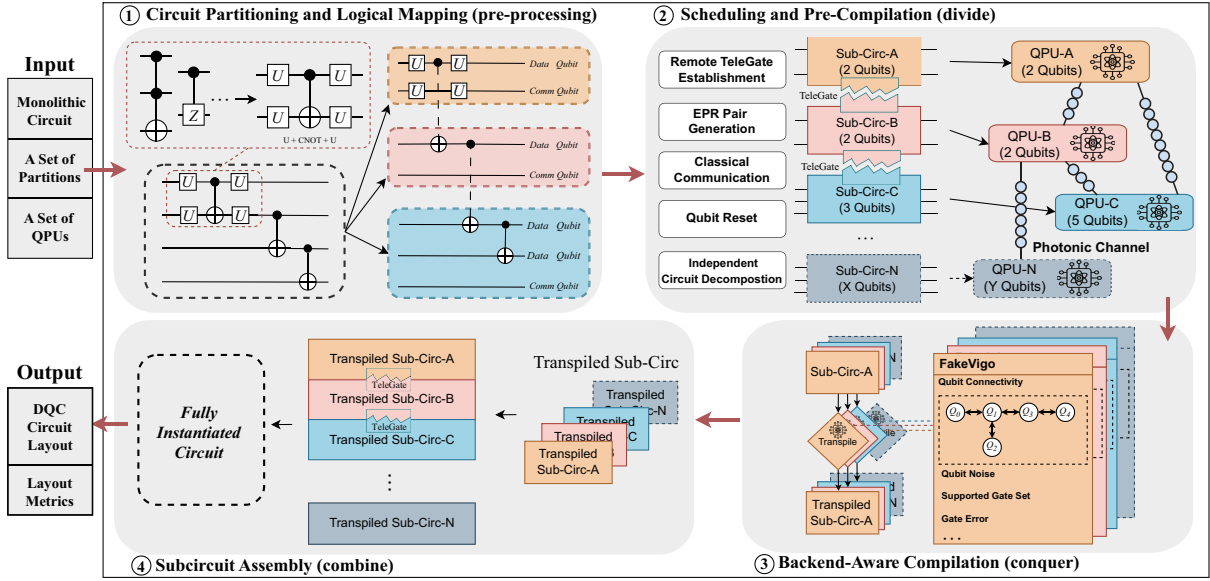 ① Circuit Partitioning and Logical Mapping (pre-processing)
② Scheduling and Pre-Compilation (divide)
Input
Monolithic
Circuit
A Set of
Partitions
A Set of
QPUs
Z
U
U
U
U
U + CNOT + U
U
U
U
U
U
U
U
U
Data Qubit
Comm Qubit
Data Qubit
Comm Qubit
Data Qubit
Data Qubit
Comm Qubit
Remote TeleGate
Establishment
EPR Pair
Generation
Classical
Communication
Qubit Reset
Independent
Circuit Decompostion
Sub-Circ-A
(2 Qubits)
TeleGate
Sub-Circ-B
(2 Qubits)
TeleGate
Sub-Circ-C
(3 Qubits)
...
Sub-Circ-N
(X Qubits)
QPU-A
(2 Qubits)
QPU-B
(2 Qubits)
QPU-C
(5 Qubits)
Photonic Channel
QPU-N
(Y Qubits)
Output
DQC
Circuit
Layout
Layout
Metrics
Fully
Instantiated
Circuit
Transpiled Sub-Circ-A
TeleGate
Transpiled Sub-Circ-B
TeleGate
Transpiled Sub-Circ-C
Transpiled Sub-Circ-N
Transpiled Sub-Circ
Transpiled
Sub-Circ-N
Transpiled
-C
Transpiled
B
Transpiled
Sub-Circ-A
N
Sub-Circ-A
Transpile
pile
d
N
Transpiled
Sub-Circ-A
FakeVigo
Qubit Connectivity
Q0
Q1
Q3
Q4
Q2
Qubit Noise
Supported Gate Set
Gate Error
. . .
④ Subcircuit Assembly (combine)
③ Backend-Aware Compilation (conquer)